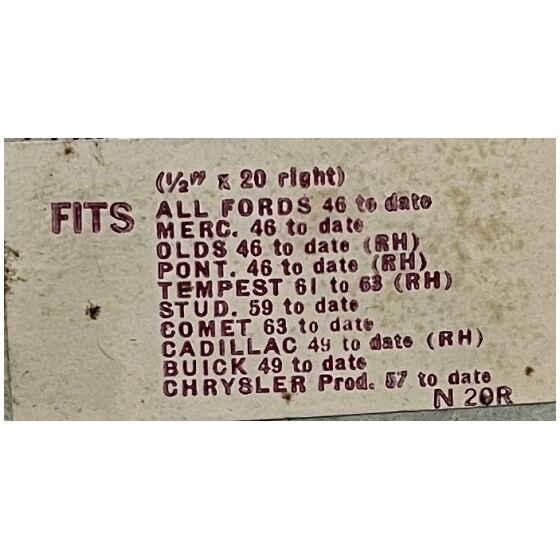 (1/2" x 20 right)
FITS ALL FORDS 46 to date
MERC. 46 to date
OLDS 46 to date (RH)
PONT. 46 to date (RH)
TEMPEST 61 to 63 (RH)
STUD. 59 to date
COMET 63 to date
CADILLAC 49 to date (RH)
BUICK 49 to date
CHRYSLER Prod. 57 to date
N 20R